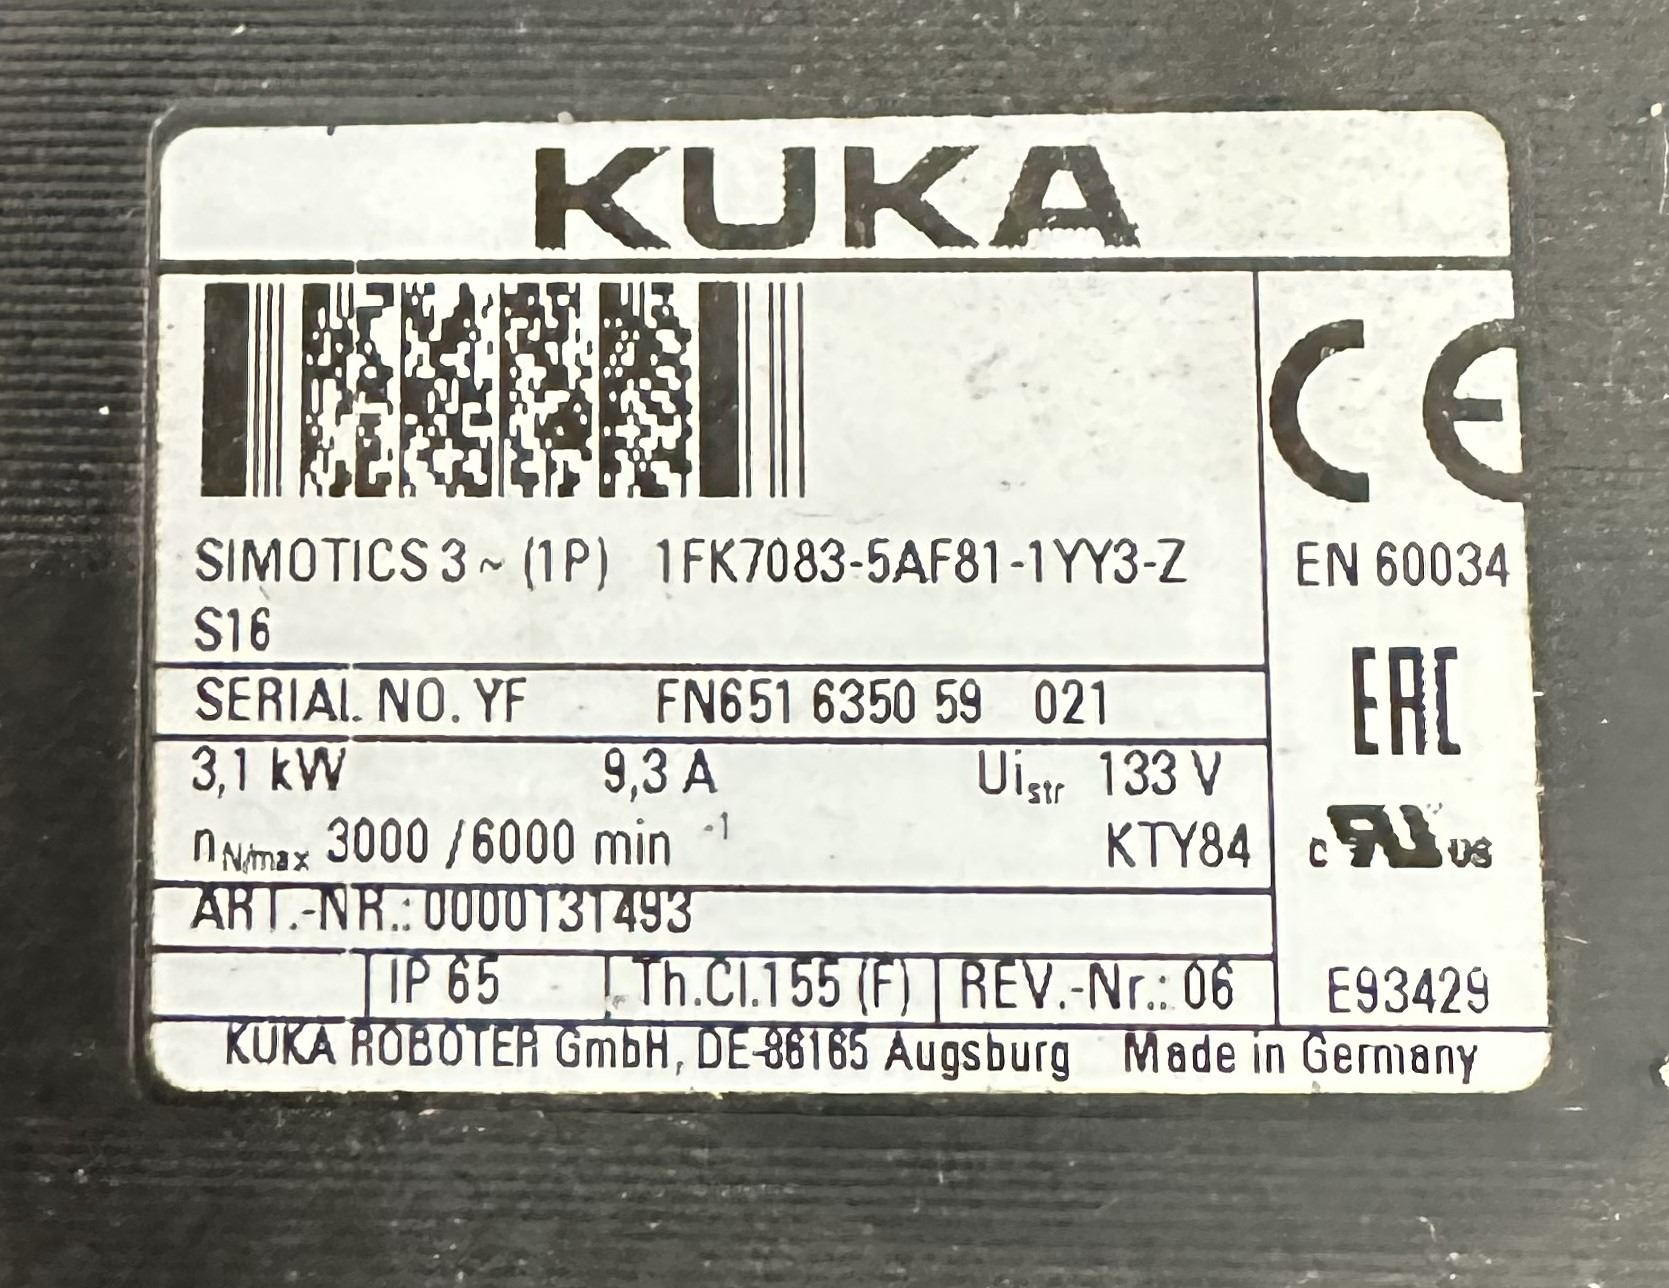 KUKA
SIMOTICS 3 ~ (1P) 1FK7083-5AF81-1YY3-Z
S16
SERIAL NO. YF FN651 6350 59 021
3,1 kW 9,3 A Uistr 133 V
nN/max 3000 /6000 min -1 KTY84
ART.-NR.: 0000131493
IP 65 Th.Cl.155 (F) REV.-Nr.: 06
KUKA ROBOTER GmbH, DE-86165 Augsburg Made in Germany
CE
EN 60034
EAC
c RU us
E93429